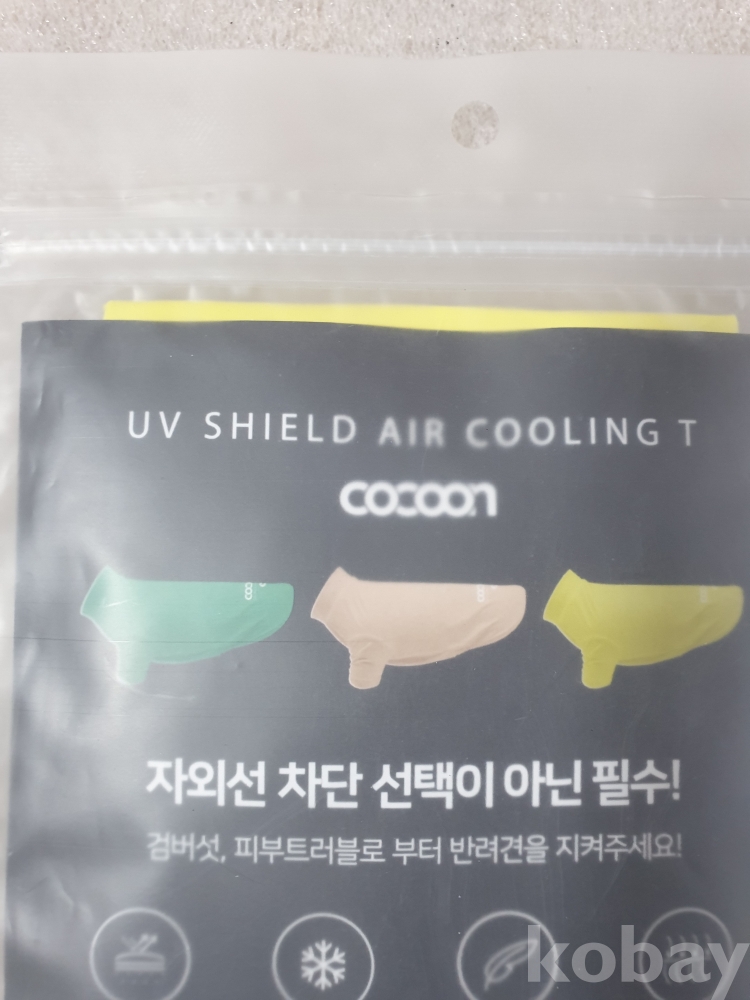 UV SHIELD AIR COOLING T
cocoon
자외선 차단 선택이 아닌 필수!
검버섯, 피부트러블로 부터 반려견을 지켜주세요!
kobay